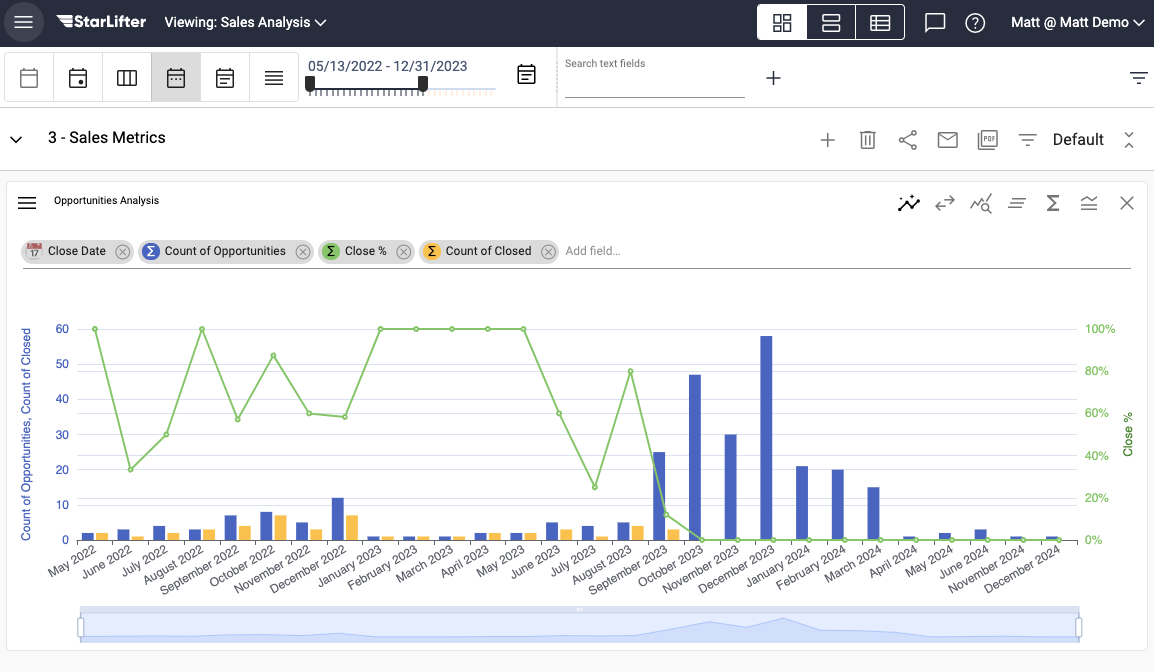 StarLifter
Viewing: Sales Analysis
Matt @ Matt Demo
05/13/2022 - 12/31/2023
Search text fields
3 - Sales Metrics
PDF
Default
Opportunities Analysis
17
Close Date
Σ Count of Opportunities
Σ Close %
Σ Count of Closed
Add field...
Count of Opportunities, Count of Closed
60
50
40
30
20
10
0
100%
80%
60%
40%
20%
0%
Close %
May 2022
June 2022
July 2022
August 2022
September 2022
October 2022
November 2022
December 2022
January 2023
February 2023
March 2023
April 2023
May 2023
June 2023
July 2023
August 2023
September 2023
October 2023
November 2023
December 2023
January 2024
February 2024
March 2024
April 2024
May 2024
June 2024
November 2024
December 2024